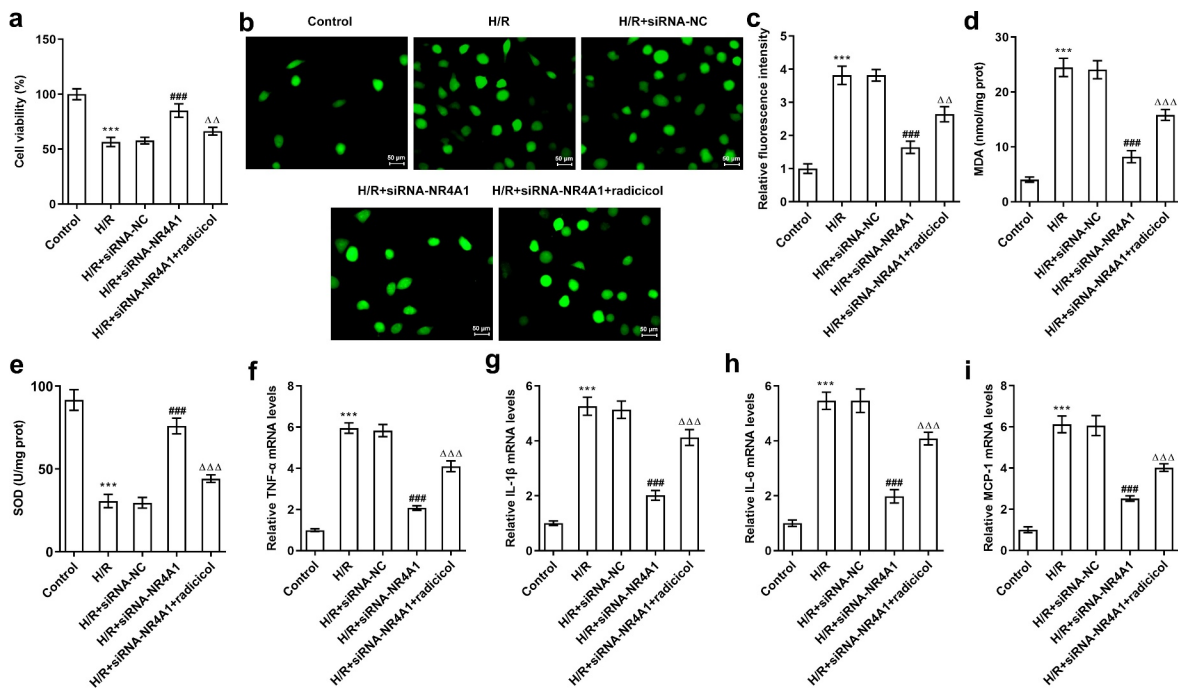 a
Cell viability (%)
150
100
50
0
***
###
ΔΔ
Control
H/R
H/R+siRNA-NC
H/R+siRNA-NR4A1
H/R+siRNA-NR4A1+radicicol
b
Control
H/R
H/R+siRNA-NC
50 μm
50 μm
50 μm
H/R+siRNA-NR4A1
H/R+siRNA-NR4A1+radicicol
50 μm
50 μm
c
Relative fluorescence intensity
5
4
3
2
1
0
***
###
ΔΔ
Control
H/R
H/R+siRNA-NC
H/R+siRNA-NR4A1
H/R+siRNA-NR4A1+radicicol
d
MDA (nmol/mg prot)
30
20
10
0
***
###
ΔΔΔ
Control
H/R
H/R+siRNA-NC
H/R+siRNA-NR4A1
H/R+siRNA-NR4A1+radicicol
e
SOD (U/mg prot)
100
50
0
***
###
ΔΔΔ
Control
H/R
H/R+siRNA-NC
H/R+siRNA-NR4A1
H/R+siRNA-NR4A1+radicicol
f
Relative TNF-α mRNA levels
8
6
4
2
0
***
###
ΔΔΔ
Control
H/R
H/R+siRNA-NC
H/R+siRNA-NR4A1
H/R+siRNA-NR4A1+radicicol
g
Relative IL-1β mRNA levels
6
4
2
0
***
###
ΔΔΔ
Control
H/R
H/R+siRNA-NC
H/R+siRNA-NR4A1
H/R+siRNA-NR4A1+radicicol
h
Relative IL-6 mRNA levels
6
4
2
0
***
###
ΔΔΔ
Control
H/R
H/R+siRNA-NC
H/R+siRNA-NR4A1
H/R+siRNA-NR4A1+radicicol
i
Relative MCP-1 mRNA levels
8
6
4
2
0
***
###
ΔΔΔ
Control
H/R
H/R+siRNA-NC
H/R+siRNA-NR4A1
H/R+siRNA-NR4A1+radicicol